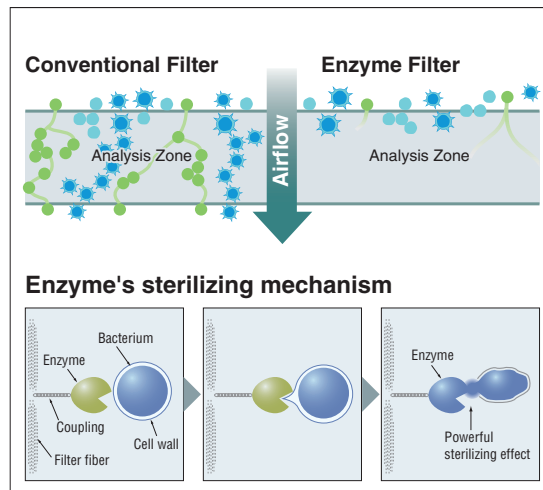 Conventional Filter
Enzyme Filter
Analysis Zone
Airflow
Analysis Zone
Enzyme's sterilizing mechanism
Bacterium
Enzyme
Coupling
Cell wall
Filter fiber
Enzyme
Powerful
sterilizing effect